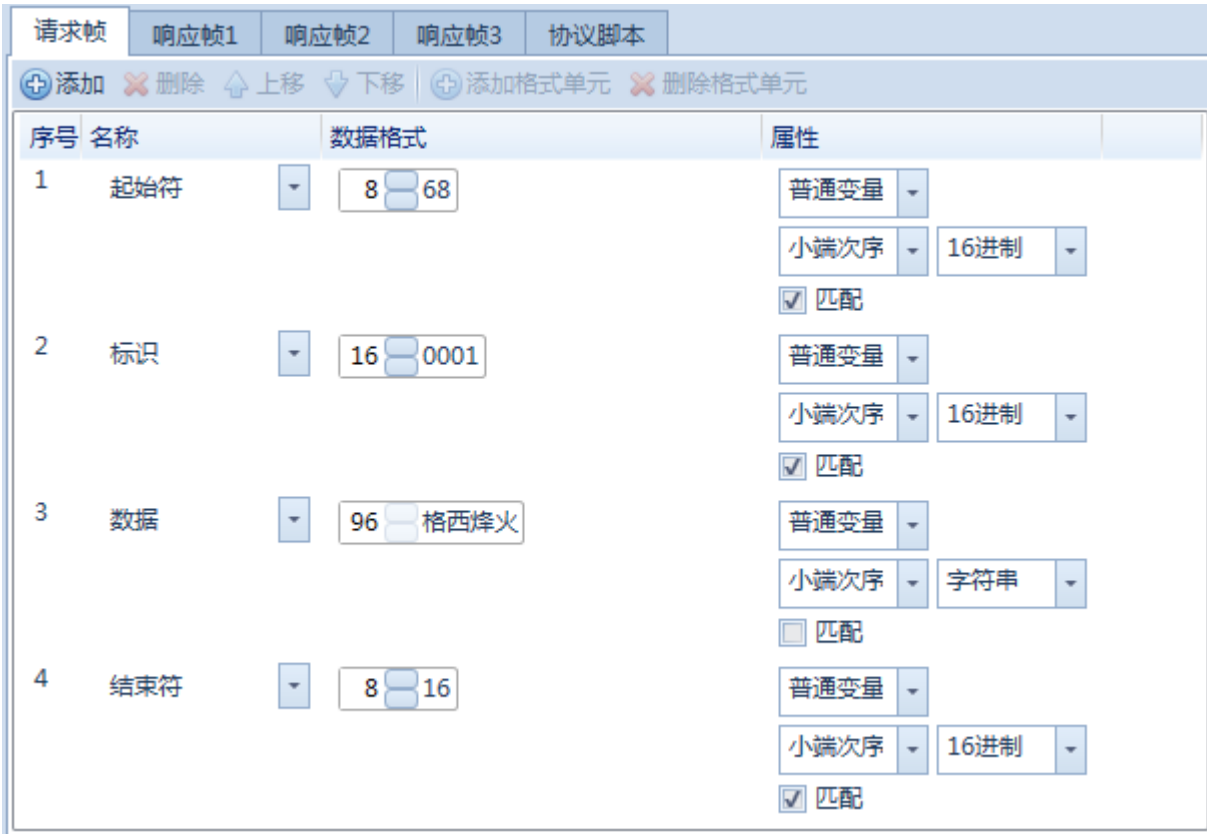 请求帧 响应帧1 响应帧2 响应帧3 协议脚本
添加 删除 上移 下移 添加格式单元 删除格式单元
序号 名称 数据格式 属性
1 起始符 8 68 普通变量
小端次序 16进制
匹配
2 标识 16 0001 普通变量
小端次序 16进制
匹配
3 数据 96 格西烽火 普通变量
小端次序 字符串
匹配
4 结束符 8 16 普通变量
小端次序 16进制
匹配